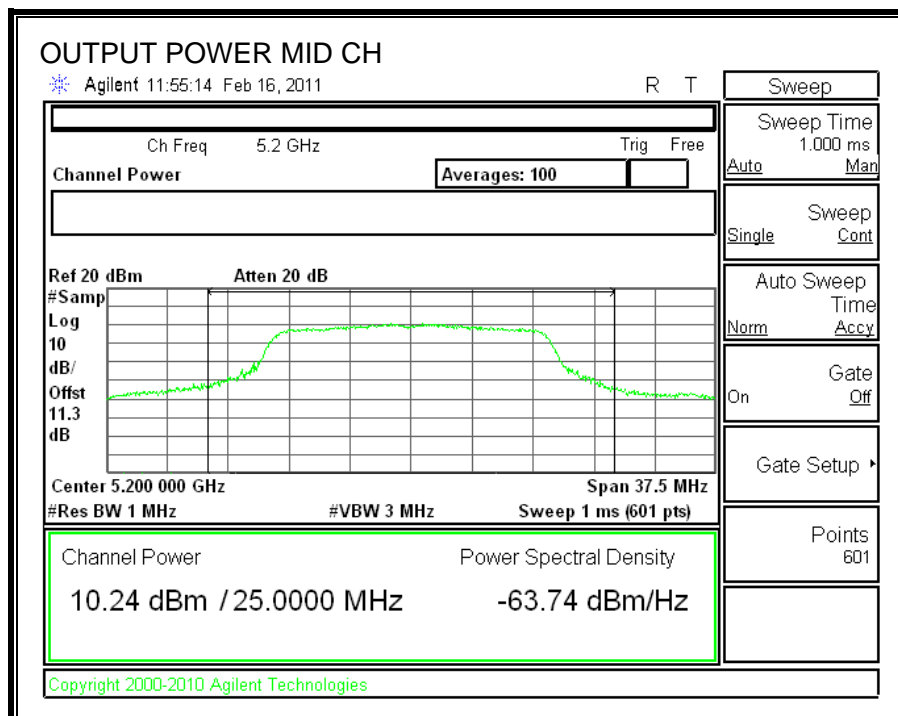 OUTPUT POWER MID CH
Agilent 11:55:14 Feb 16, 2011 R T
Ch Freq 5.2 GHz Trig Free
Channel Power Averages: 100
Ref 20 dBm Atten 20 dB
#Samp
Log
10
dB/
Offst
11.3
dB
Center 5.200 000 GHz Span 37.5 MHz
#Res BW 1 MHz #VBW 3 MHz Sweep 1 ms (601 pts)
Channel Power Power Spectral Density
10.24 dBm / 25.0000 MHz -63.74 dBm/Hz
Copyright 2000-2010 Agilent Technologies
Sweep
Sweep Time
1.000 ms
Auto Man
Sweep
Single Cont
Auto Sweep
Time
Norm Accy
Gate
On Off
Gate Setup
Points
601